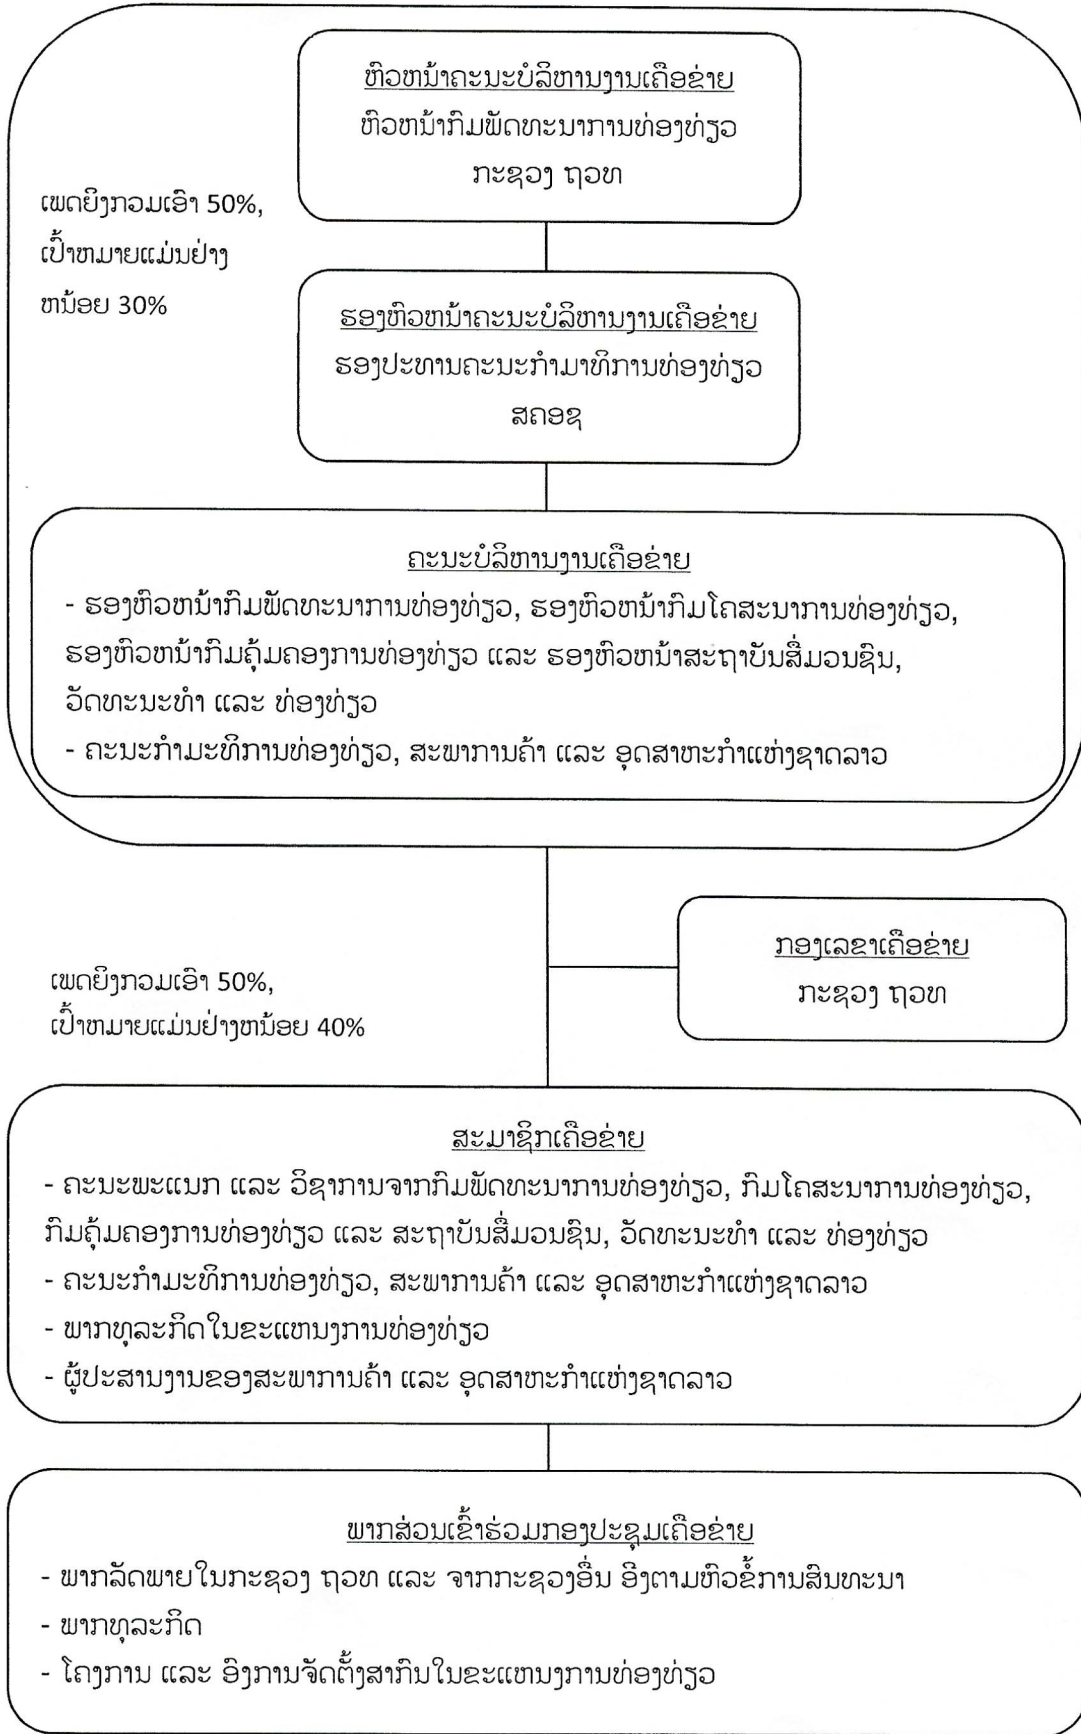 ຫົວຫນ້າຄະນະບໍລິຫານງານເຄືອຂ່າຍ
ຫົວຫນ້າກົມພັດທະນາການທ່ອງທ່ຽວ
ກະຊວງ ຖວທ
ເພດຍິງກວມເອົາ 50%,
ເປົ້າຫມາຍແມ່ນຢ່າງ
ຫນ້ອຍ 30%
ຮອງຫົວຫນ້າຄະນະບໍລິຫານງານເຄືອຂ່າຍ
ຮອງປະທານຄະນະກຳມາທິການທ່ອງທ່ຽວ
ສຄອຊ
ຄະນະບໍລິຫານງານເຄືອຂ່າຍ
- ຮອງຫົວຫນ້າກົມພັດທະນາການທ່ອງທ່ຽວ, ຮອງຫົວຫນ້າກົມໂຄສະນາການທ່ອງທ່ຽວ,
ຮອງຫົວຫນ້າກົມຄຸ້ມຄອງການທ່ອງທ່ຽວ ແລະ ຮອງຫົວຫນ້າສະຖາບັນສື່ມວນຊົນ,
ວັດທະນະທຳ ແລະ ທ່ອງທ່ຽວ
- ຄະນະກຳມະທິການທ່ອງທ່ຽວ, ສະພາການຄ້າ ແລະ ອຸດສາຫະກຳແຫ່ງຊາດລາວ
ກອງເລຂາເຄືອຂ່າຍ
ກະຊວງ ຖວທ
ເພດຍິງກວມເອົາ 50%,
ເປົ້າຫມາຍແມ່ນຢ່າງຫນ້ອຍ 40%
ສະມາຊິກເຄືອຂ່າຍ
- ຄະນະພະແນກ ແລະ ວິຊາການຈາກກົມພັດທະນາການທ່ອງທ່ຽວ, ກົມໂຄສະນາການທ່ອງທ່ຽວ,
ກົມຄຸ້ມຄອງການທ່ອງທ່ຽວ ແລະ ສະຖາບັນສື່ມວນຊົນ, ວັດທະນະທຳ ແລະ ທ່ອງທ່ຽວ
- ຄະນະກຳມະທິການທ່ອງທ່ຽວ, ສະພາການຄ້າ ແລະ ອຸດສາຫະກຳແຫ່ງຊາດລາວ
- ພາກທຸລະກິດໃນຂະແຫນງການທ່ອງທ່ຽວ
- ຜູ້ປະສານງານຂອງສະພາການຄ້າ ແລະ ອຸດສາຫະກຳແຫ່ງຊາດລາວ
ພາກສ່ວນເຂົ້າຮ່ວມກອງປະຊຸມເຄືອຂ່າຍ
- ພາກລັດພາຍໃນກະຊວງ ຖວທ ແລະ ຈາກກະຊວງອື່ນ ອີງຕາມຫົວຂໍ້ການສົນທະນາ
- ພາກທຸລະກິດ
- ໂຄງການ ແລະ ອົງການຈັດຕັ້ງສາກົນໃນຂະແຫນງການທ່ອງທ່ຽວ